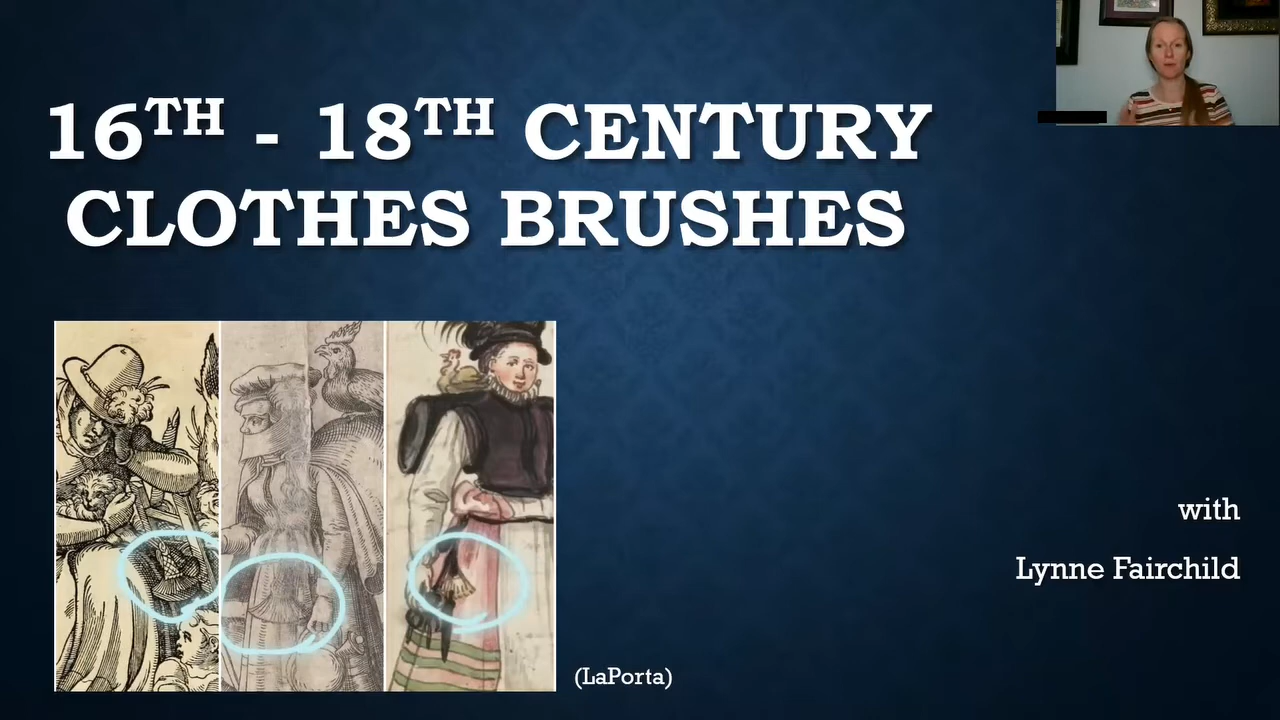 16TH - 18TH CENTURY
CLOTHES BRUSHES
with
Lynne Fairchild
(LaPorta)